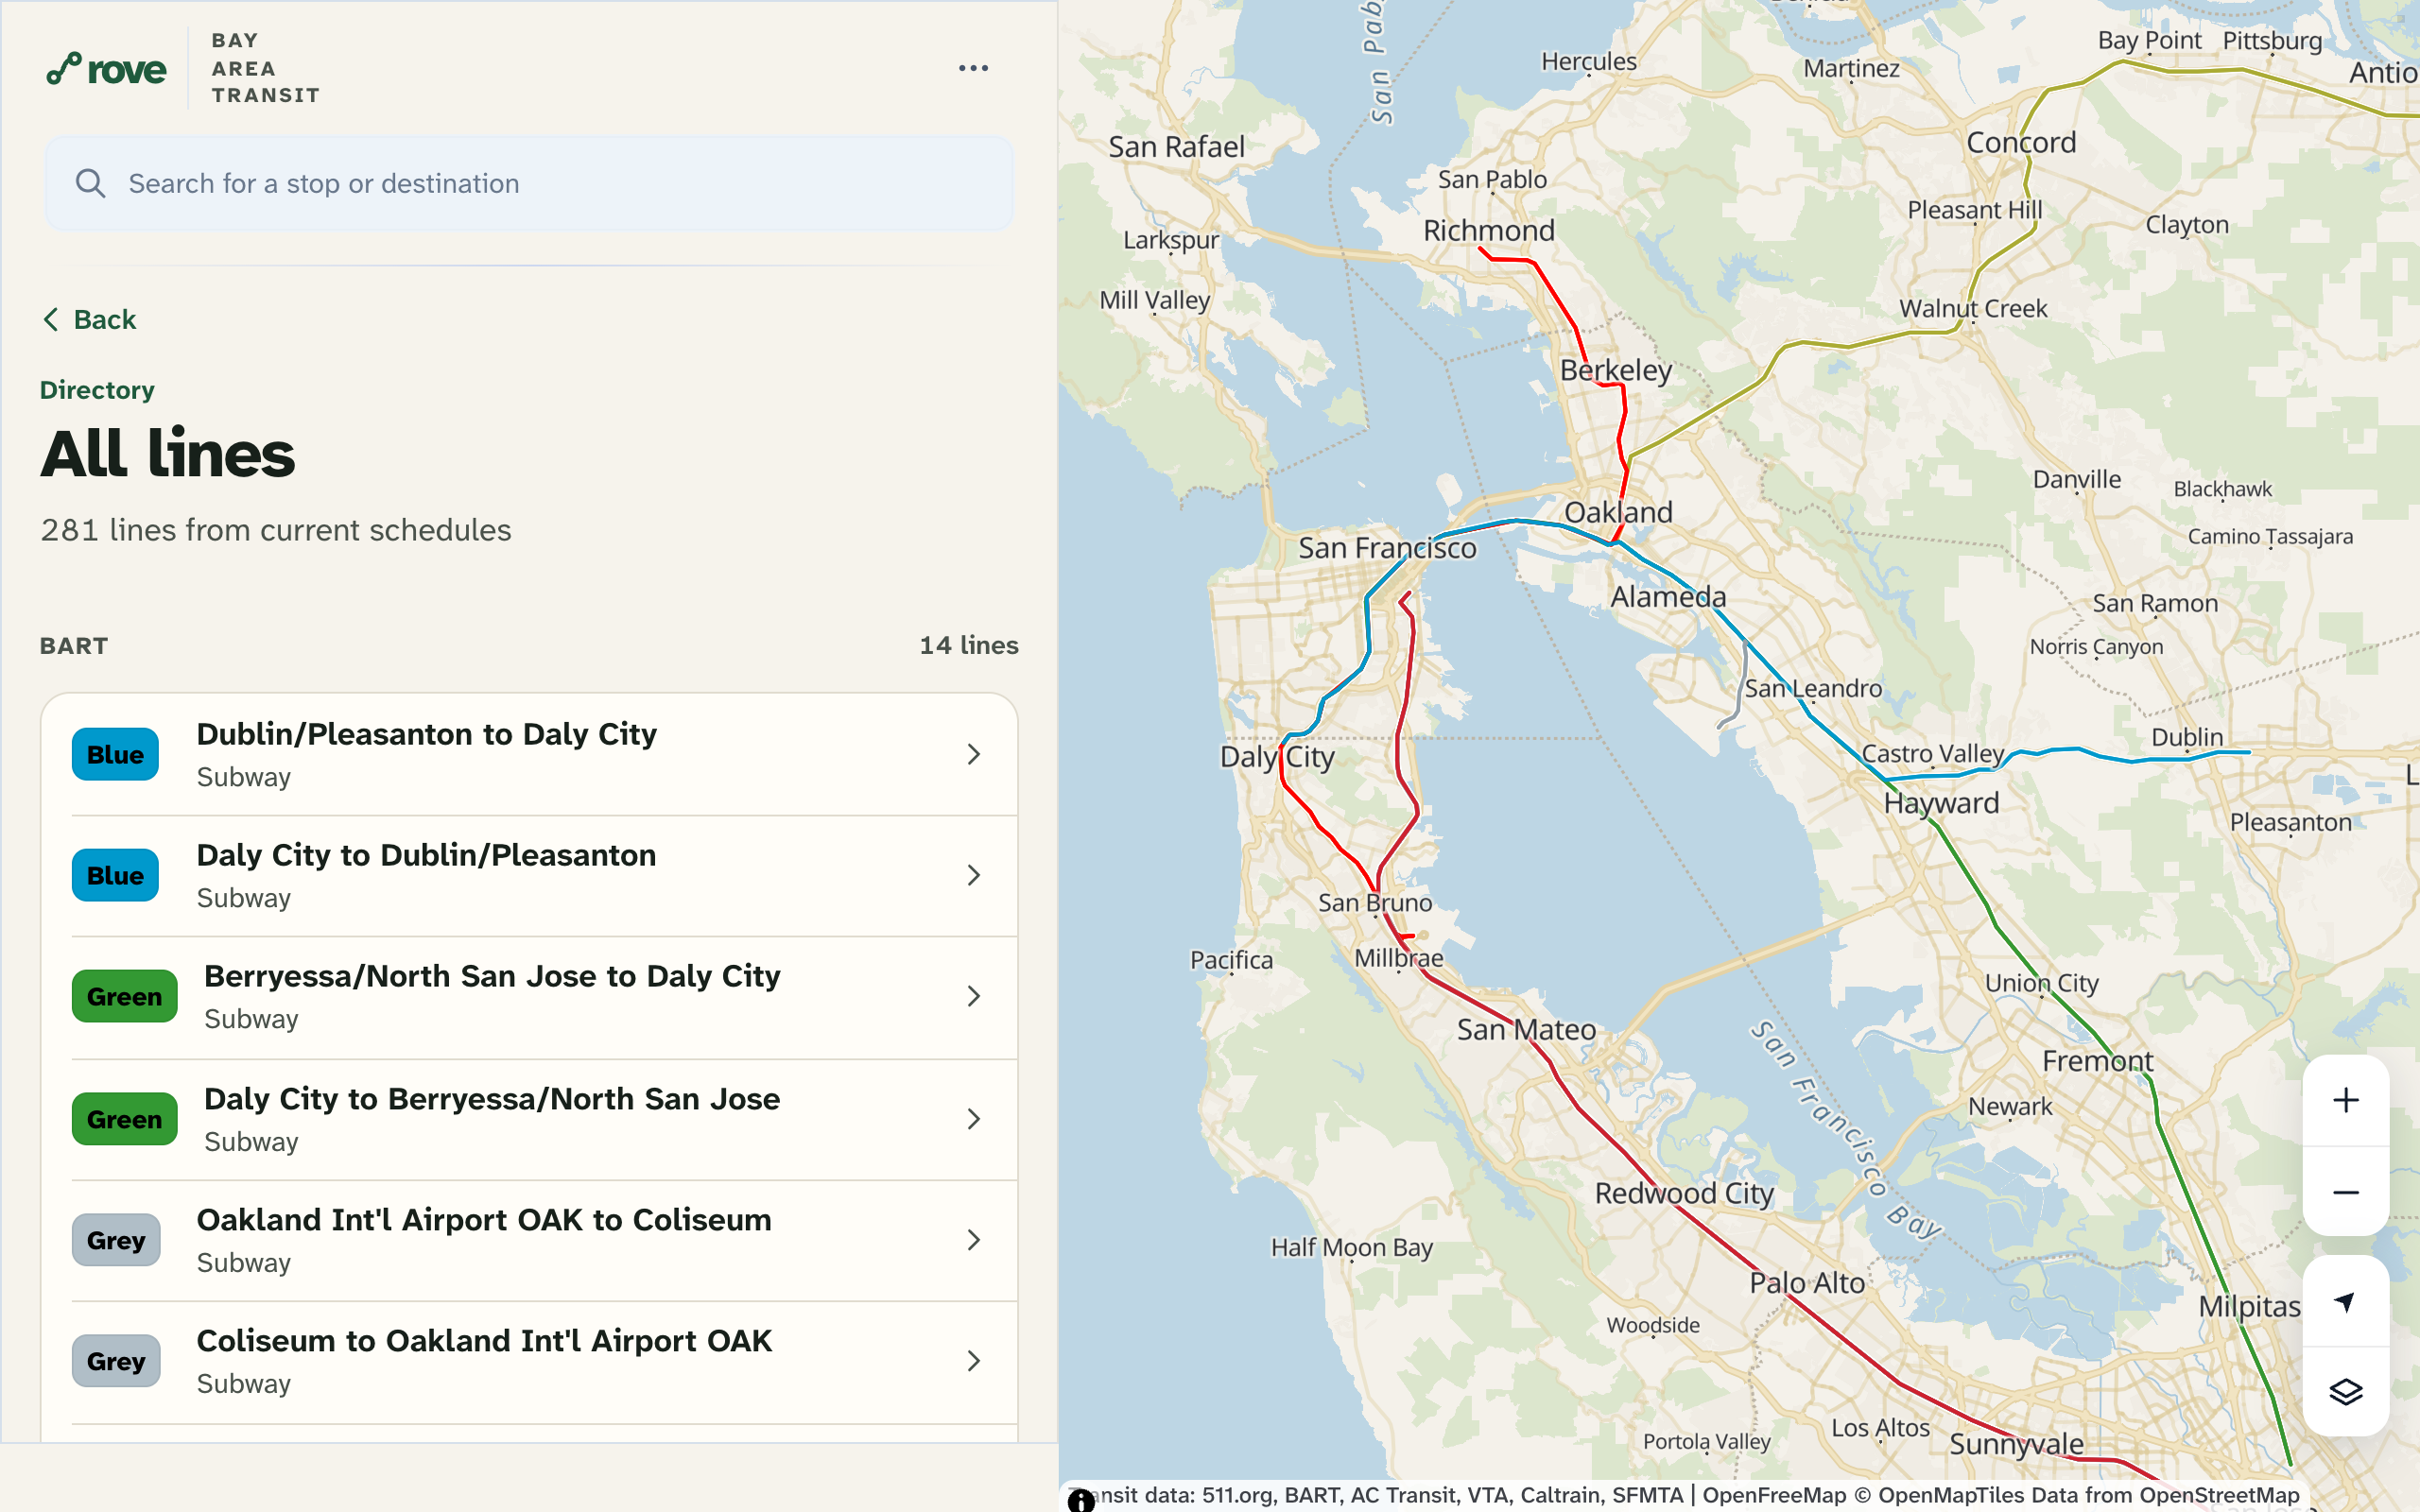 rove
BAY
AREA
TRANSIT
Search for a stop or destination
Back
Directory
All lines
281 lines from current schedules
BART
14 lines
Blue
Dublin/Pleasanton to Daly City
Subway
Blue
Daly City to Dublin/Pleasanton
Subway
Green
Berryessa/North San Jose to Daly City
Subway
Green
Daly City to Berryessa/North San Jose
Subway
Grey
Oakland Int'l Airport OAK to Coliseum
Subway
Grey
Coliseum to Oakland Int'l Airport OAK
Subway
San Pab
Hercules
Martinez
Bay Point
Pittsburg
Antio
San Rafael
Concord
San Pablo
Richmond
Pleasant Hill
Clayton
Larkspur
Mill Valley
Walnut Creek
Berkeley
Danville
Blackhawk
Oakland
Camino Tassajara
San Francisco
Alameda
San Ramon
Norris Canyon
San Leandro
Daly City
Castro Valley
Dublin
L
Hayward
Pleasanton
San Bruno
Pacifica
Millbrae
Union City
San Mateo
San Francisco Bay
Fremont
Newark
Redwood City
Half Moon Bay
Palo Alto
Milpitas
Woodside
Los Altos
Portola Valley
Sunnyvale
Transit data: 511.org, BART, AC Transit, VTA, Caltrain, SFMTA | OpenFreeMap © OpenMapTiles Data from OpenStreetMap